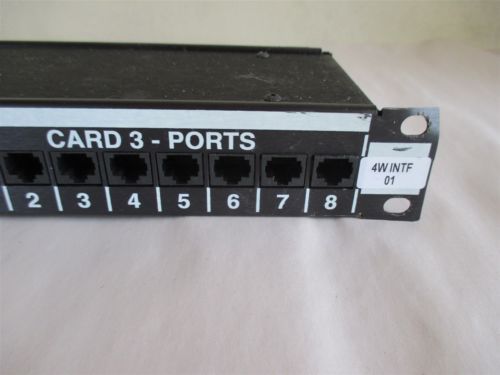 CARD 3 - PORTS
2 3 4 5 6 7 8
4W INTF
01